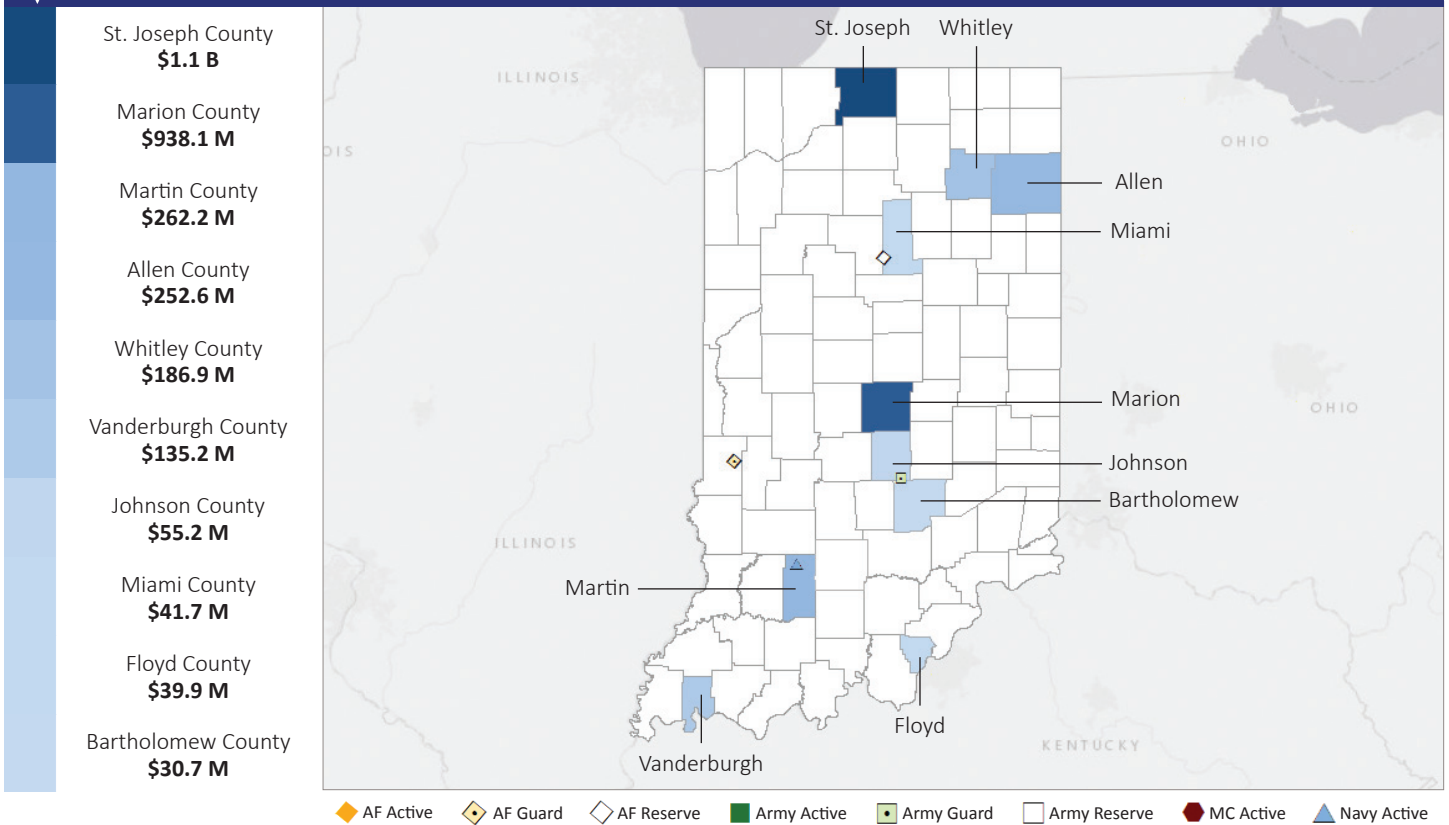 St. Joseph County
$1.1 B
Marion County
$938.1 M
Martin County
$262.2 M
Allen County
$252.6 M
Whitley County
$186.9 M
Vanderburgh County
$135.2 M
Johnson County
$55.2 M
Miami County
$41.7 M
Floyd County
$39.9 M
Bartholomew County
$30.7 M
St. Joseph
Whitley
ILLINOIS
OIS
OHIO
Allen
Miami
Marion
OHIO
Johnson
Bartholomew
ILLINOIS
Martin
Floyd
KENTUCKY
Vanderburgh
AF Active
AF Guard
AF Reserve
Army Active
Army Guard
Army Reserve
MC Active
Navy Active